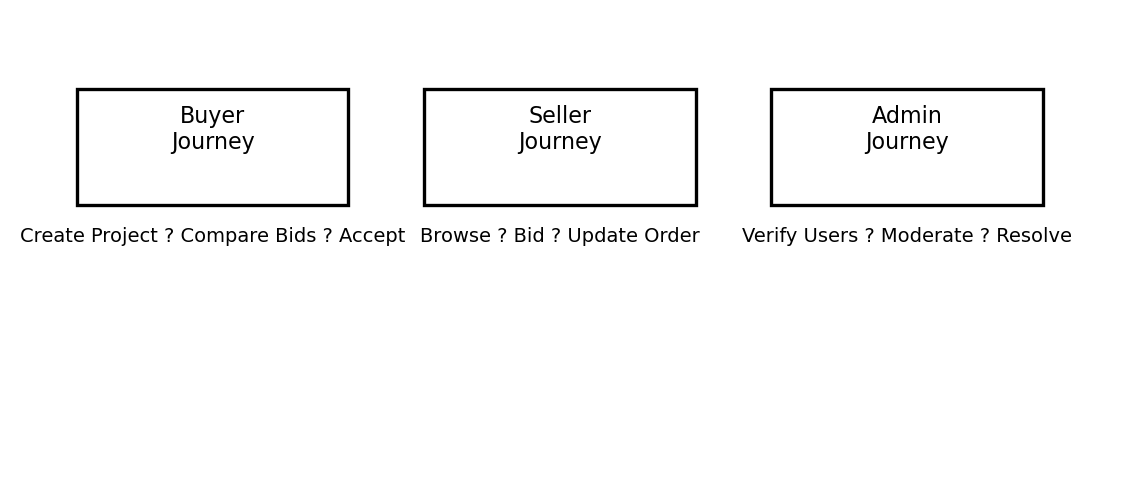 Buyer
Journey
Seller
Journey
Admin
Journey
Create Project ? Compare Bids ? Accept
Browse ? Bid ? Update Order
Verify Users ? Moderate ? Resolve